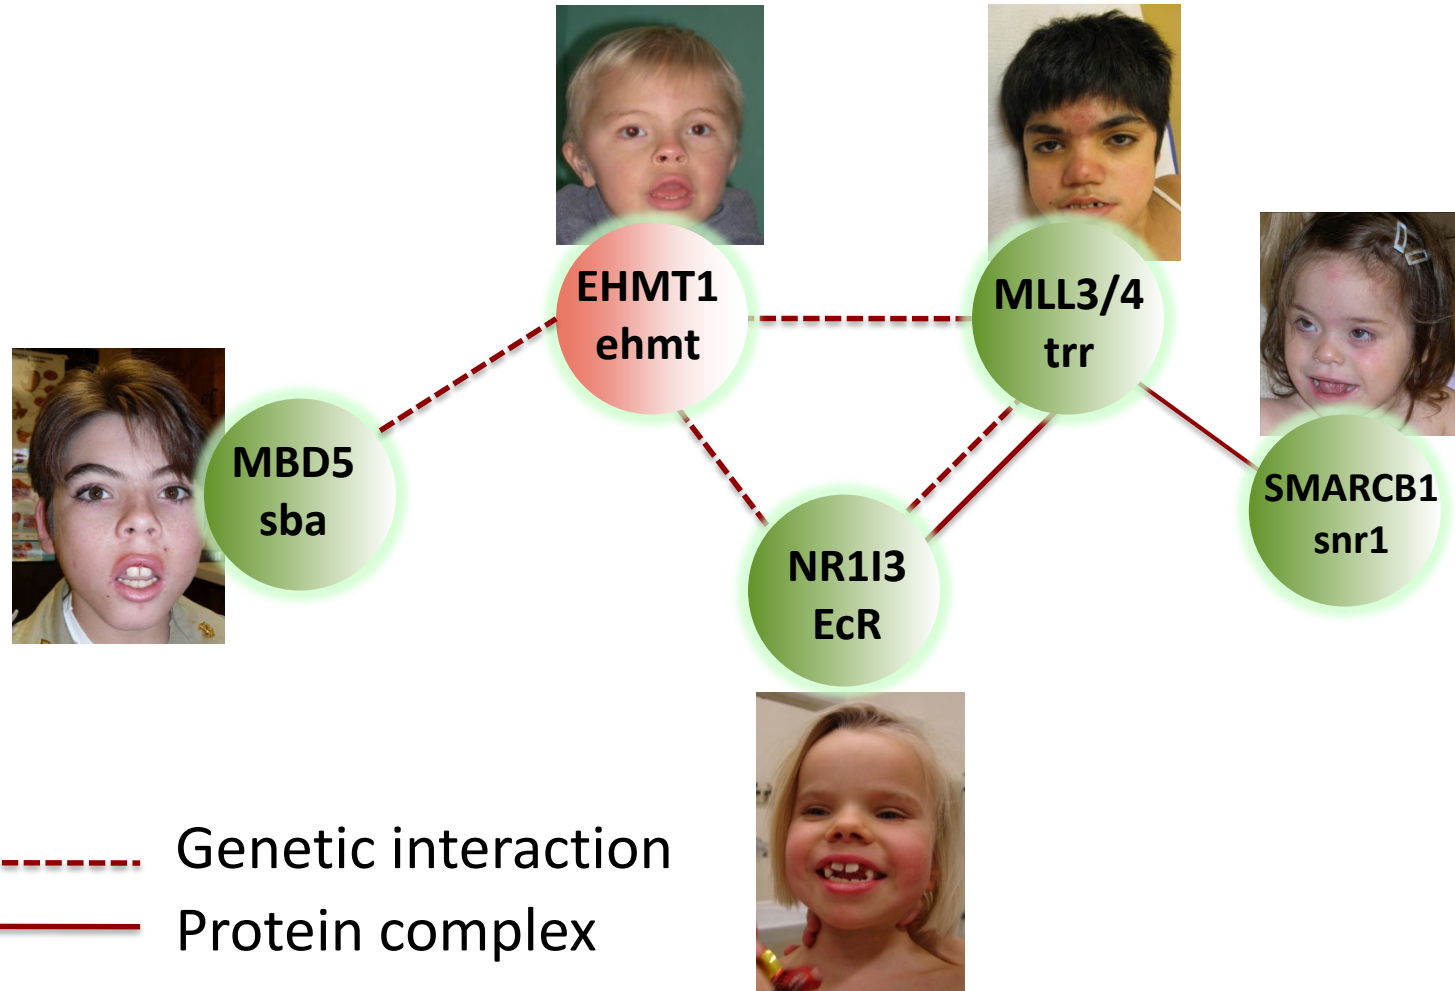 EHMT1
ehmt
MLL3/4
trr
MBD5
sba
SMARCB1
snr1
NR1I3
EcR
Genetic interaction
Protein complex